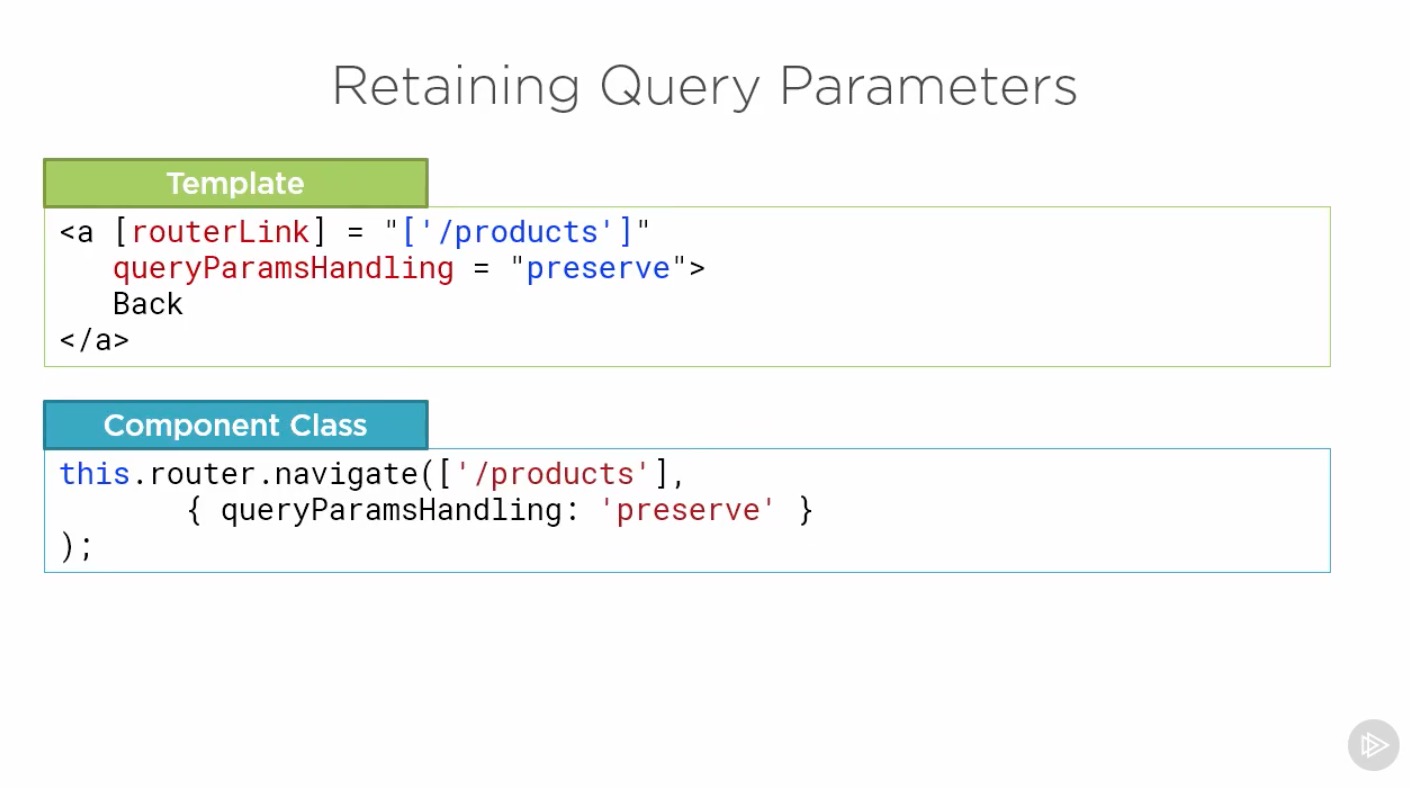 Retaining Query Parameters
Template
<a [routerLink] = "['/products']"
queryParamsHandling = "preserve">
Back
</a>
Component Class
this.router.navigate(['/products'],
{ queryParamsHandling: 'preserve' }
);